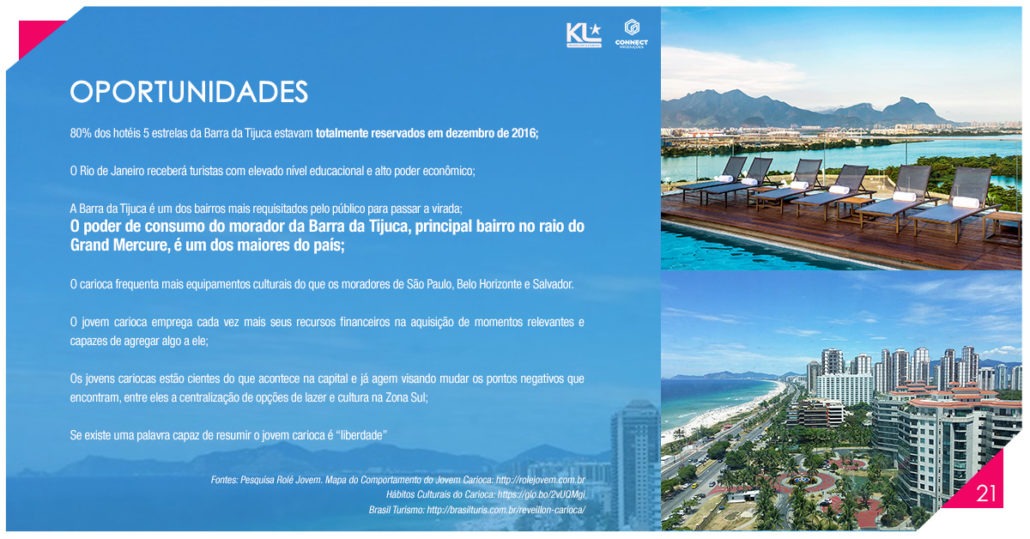 KL
CONNECT
OPORTUNIDADES
80% dos hotéis 5 estrelas da Barra da Tijuca estavam totalmente reservados em dezembro de 2016;
O Rio de Janeiro receberá turistas com elevado nível educacional e alto poder econômico;
A Barra da Tijuca é um dos bairros mais requisitados pelo público para passar a virada;
O poder de consumo do morador da Barra da Tijuca, principal bairro no raio do
Grand Mercure, é um dos maiores do país;
O carioca frequenta mais equipamentos culturais do que os moradores de São Paulo, Belo Horizonte e Salvador.
O jovem carioca emprega cada vez mais seus recursos financeiros na aquisição de momentos relevantes e
capazes de agregar algo a ele;
Os jovens cariocas estão cientes do que acontece na capital e já agem visando mudar os pontos negativos que
encontram, entre eles a centralização de opções de lazer e cultura na Zona Sul;
Se existe uma palavra capaz de resumir o jovem carioca é “liberdade”
Fontes: Pesquisa Rolé Jovem. Mapa do Comportamento do Jovem Carioca: http://rolejovem.com.br
Hábitos Culturais do Carioca: https://glo.bo/2vUQMgi
Brasil Turismo: http://brasilturis.com.br/reveillon-carioca/
21